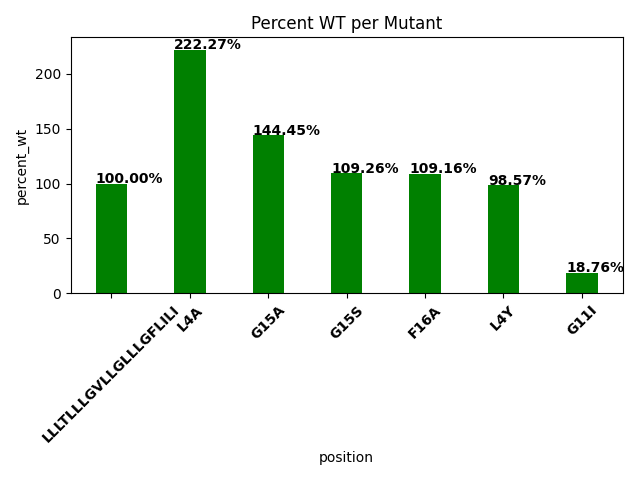 Percent WT per Mutant
percent_wt
200
150
100
50
0
100.00%
222.27%
144.45%
109.26%
109.16%
98.57%
18.76%
LLLTLLLGVLLGLLLGFLILI
L4A
G15A
G15S
F16A
L4Y
G11I
position